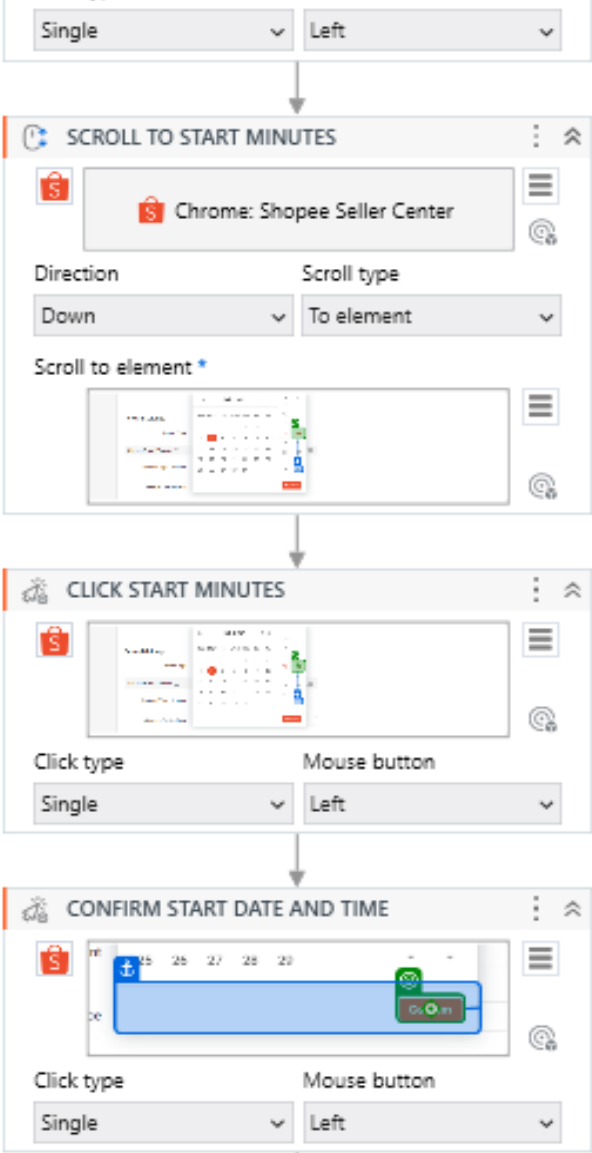 Single Left
SCROLL TO START MINUTES
Chrome: Shopee Seller Center
Direction Scroll type
Down To element
Scroll to element *
CLICK START MINUTES
Click type Mouse button
Single Left
CONFIRM START DATE AND TIME
25 26 27 28 29
Click type Mouse button
Single Left